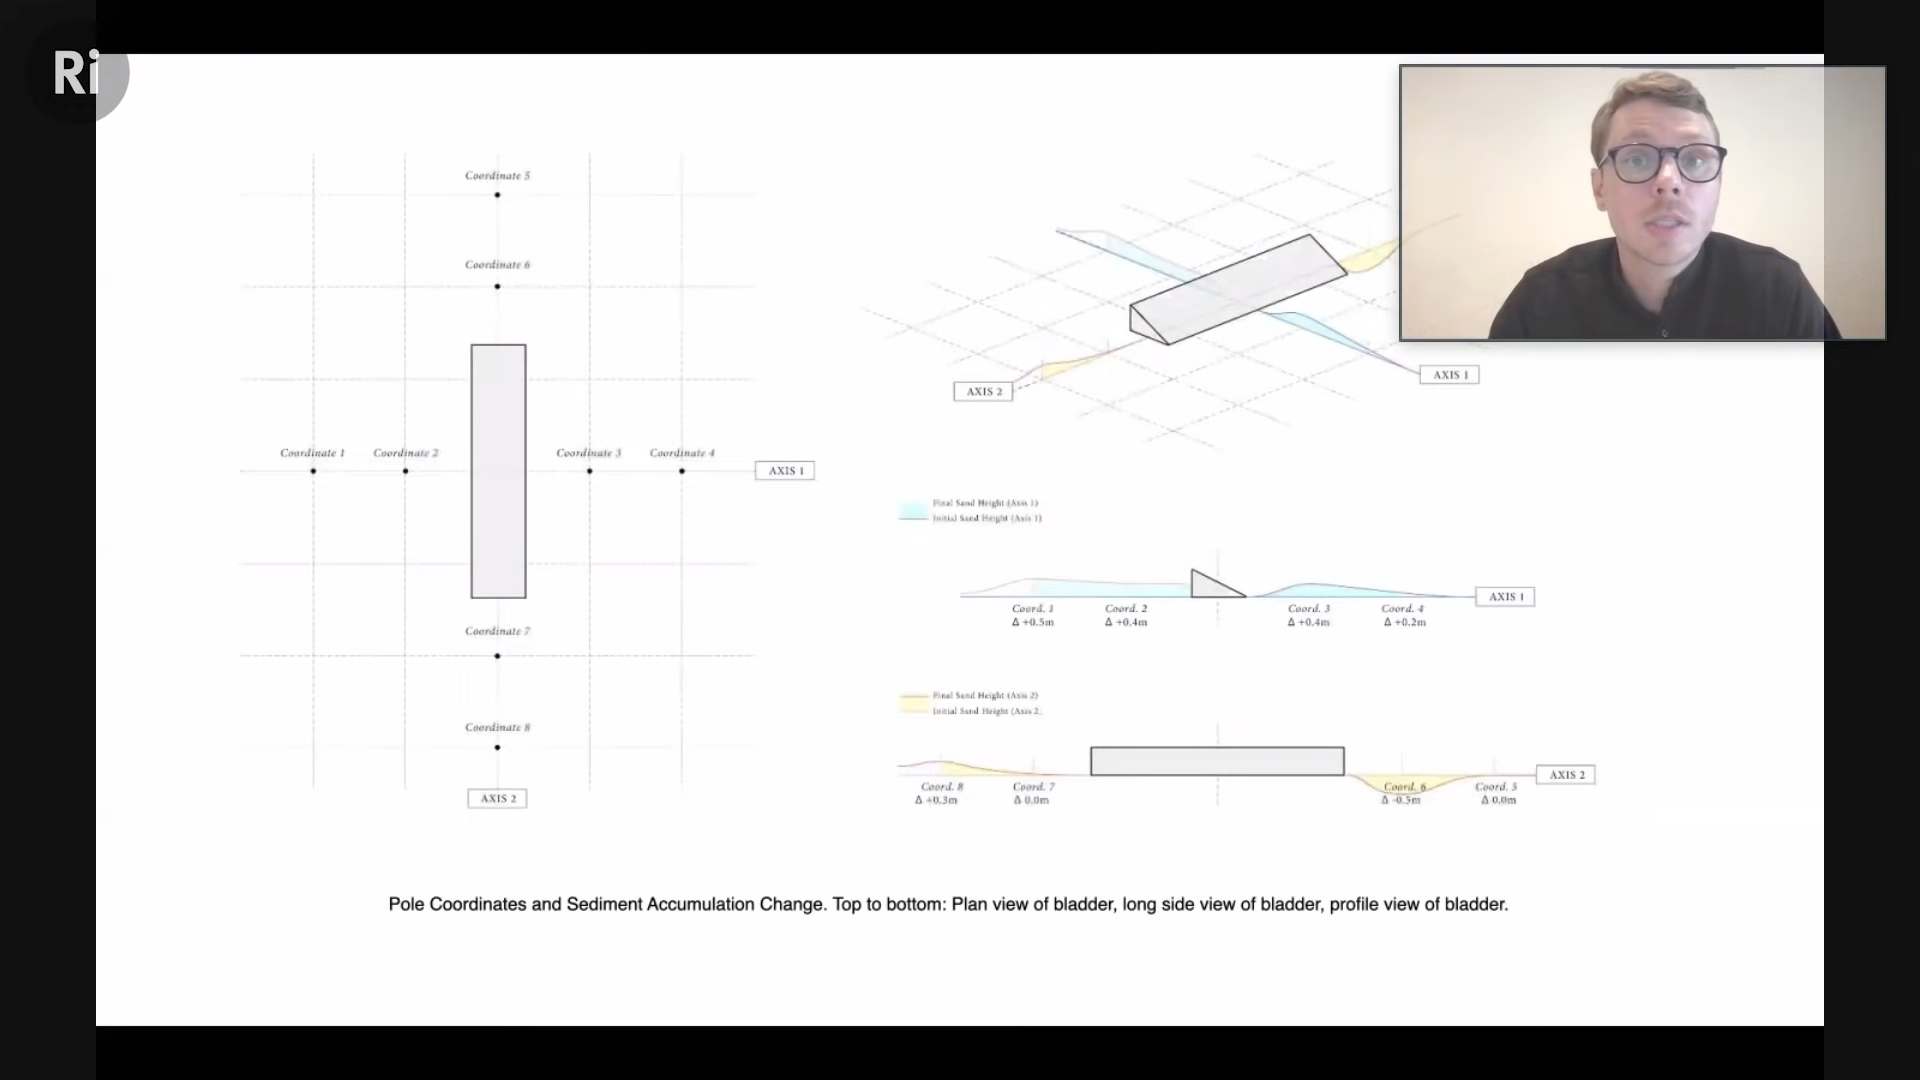 Ri
Coordinate 5
Coordinate 6
Coordinate 1 Coordinate 2 Coordinate 3 Coordinate 4
AXIS 1
Coordinate 7
Coordinate 8
AXIS 2
AXIS 2
AXIS 1
Final Sand Height (Axis 1)
Initial Sand Height (Axis 1)
AXIS 1
Coord. 1 Coord. 2 Coord. 3 Coord. 4
Δ +0.5m Δ +0.4m Δ +0.4m Δ +0.2m
Final Sand Height (Axis 2)
Initial Sand Height (Axis 2
AXIS 2
Coord. 8 Coord. 7 Coord. 6 Coord. 5
Δ +0.3m Δ 0.0m Δ -0.5m Δ 0.0m
Pole Coordinates and Sediment Accumulation Change. Top to bottom: Plan view of bladder, long side view of bladder, profile view of bladder.